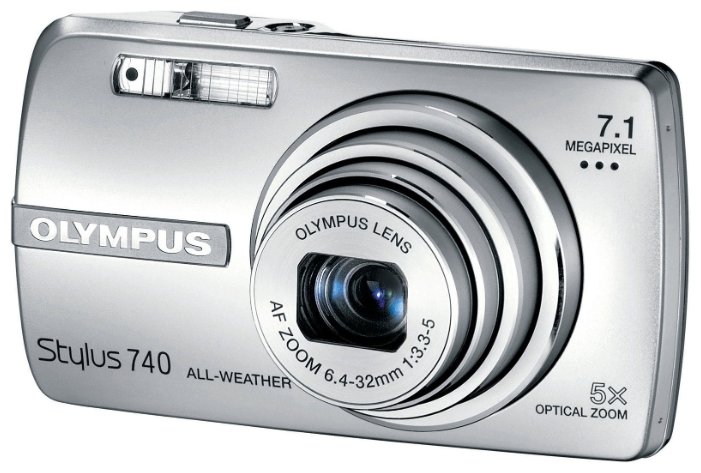 7.1
MEGAPIXEL
OLYMPUS
OLYMPUS LENS
AF ZOOM 6.4-32mm 1:3.3-5
Stylus 740
ALL-WEATHER
5X
OPTICAL ZOOM